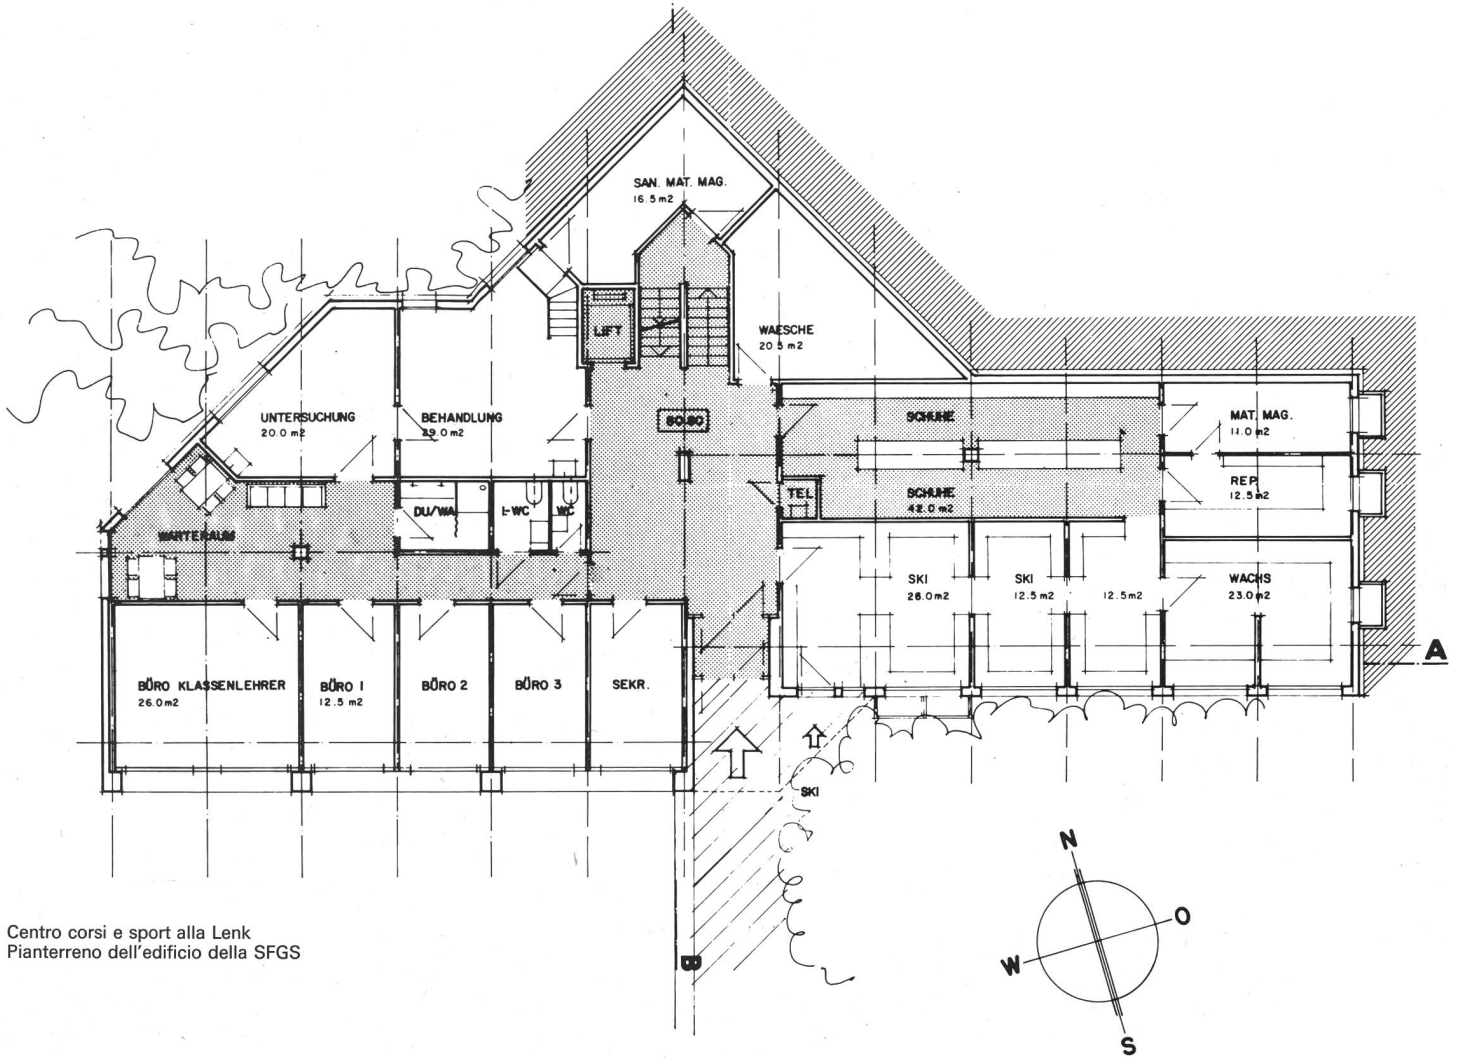 SAN. MAT. MAG.
16.5 m2
LIFT
WAESCHE
20.5 m2
UNTERSUCHUNG
20.0 m2
BEHANDLUNG
29.0 m2
SCHUHE
MAT. MAG.
11.0 m2
SCHUHE
42.0 m2
TEL
REP.
12.5 m2
WARTERAUM
DU/WA
I-WC
WC
SKI
26.0 m2
SKI
12.5 m2
12.5 m2
WACHS
23.0 m2
A
BÜRO KLASSENLEHRER
26.0 m2
BÜRO 1
12.5 m2
BÜRO 2
BÜRO 3
SEKR.
SKI
B
N
O
W
S
Centro corsi e sport alla Lenk
Pianterreno dell'edificio della SFGS